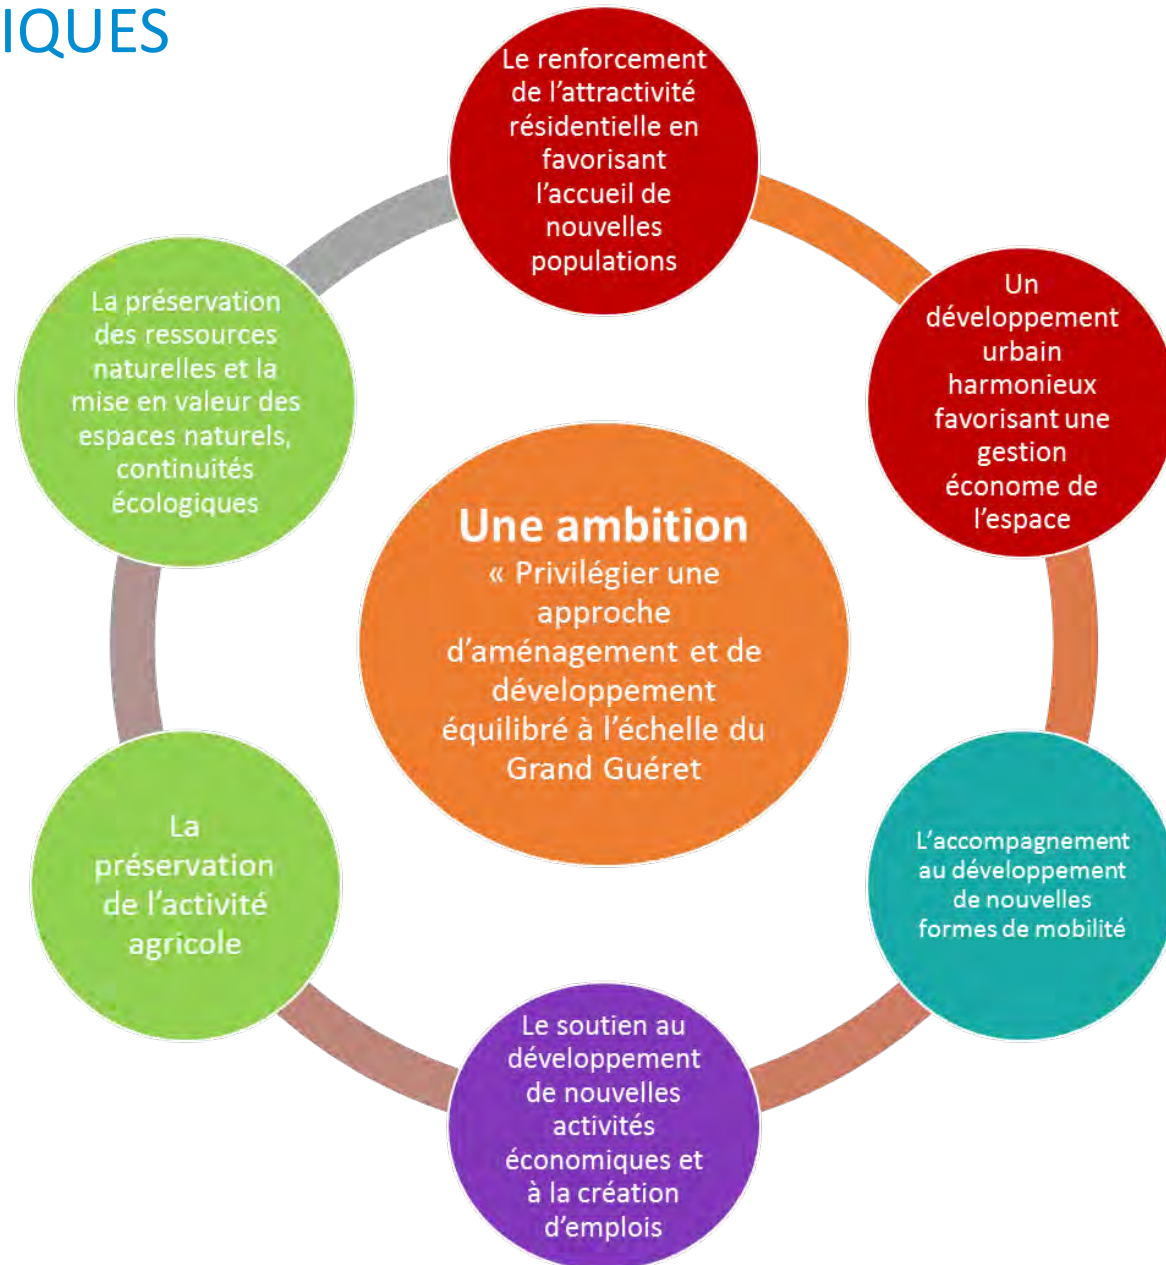 IQUES
Le renforcement
de l'attractivité
résidentielle en
favorisant
l'accueil de
nouvelles
populations
Un
développement
urbain
harmonieux
favorisant une
gestion
économe de
l'espace
L'accompagnement
au développement
de nouvelles
formes de mobilité
Le soutien au
développement
de nouvelles
activités
économiques et
à la création
d'emplois
La
préservation
de l'activité
agricole
La préservation
des ressources
naturelles et la
mise en valeur des
espaces naturels,
continuités
écologiques
Une ambition
« Privilégier une
approche
d'aménagement et de
développement
équilibré à l'échelle du
Grand Guéret